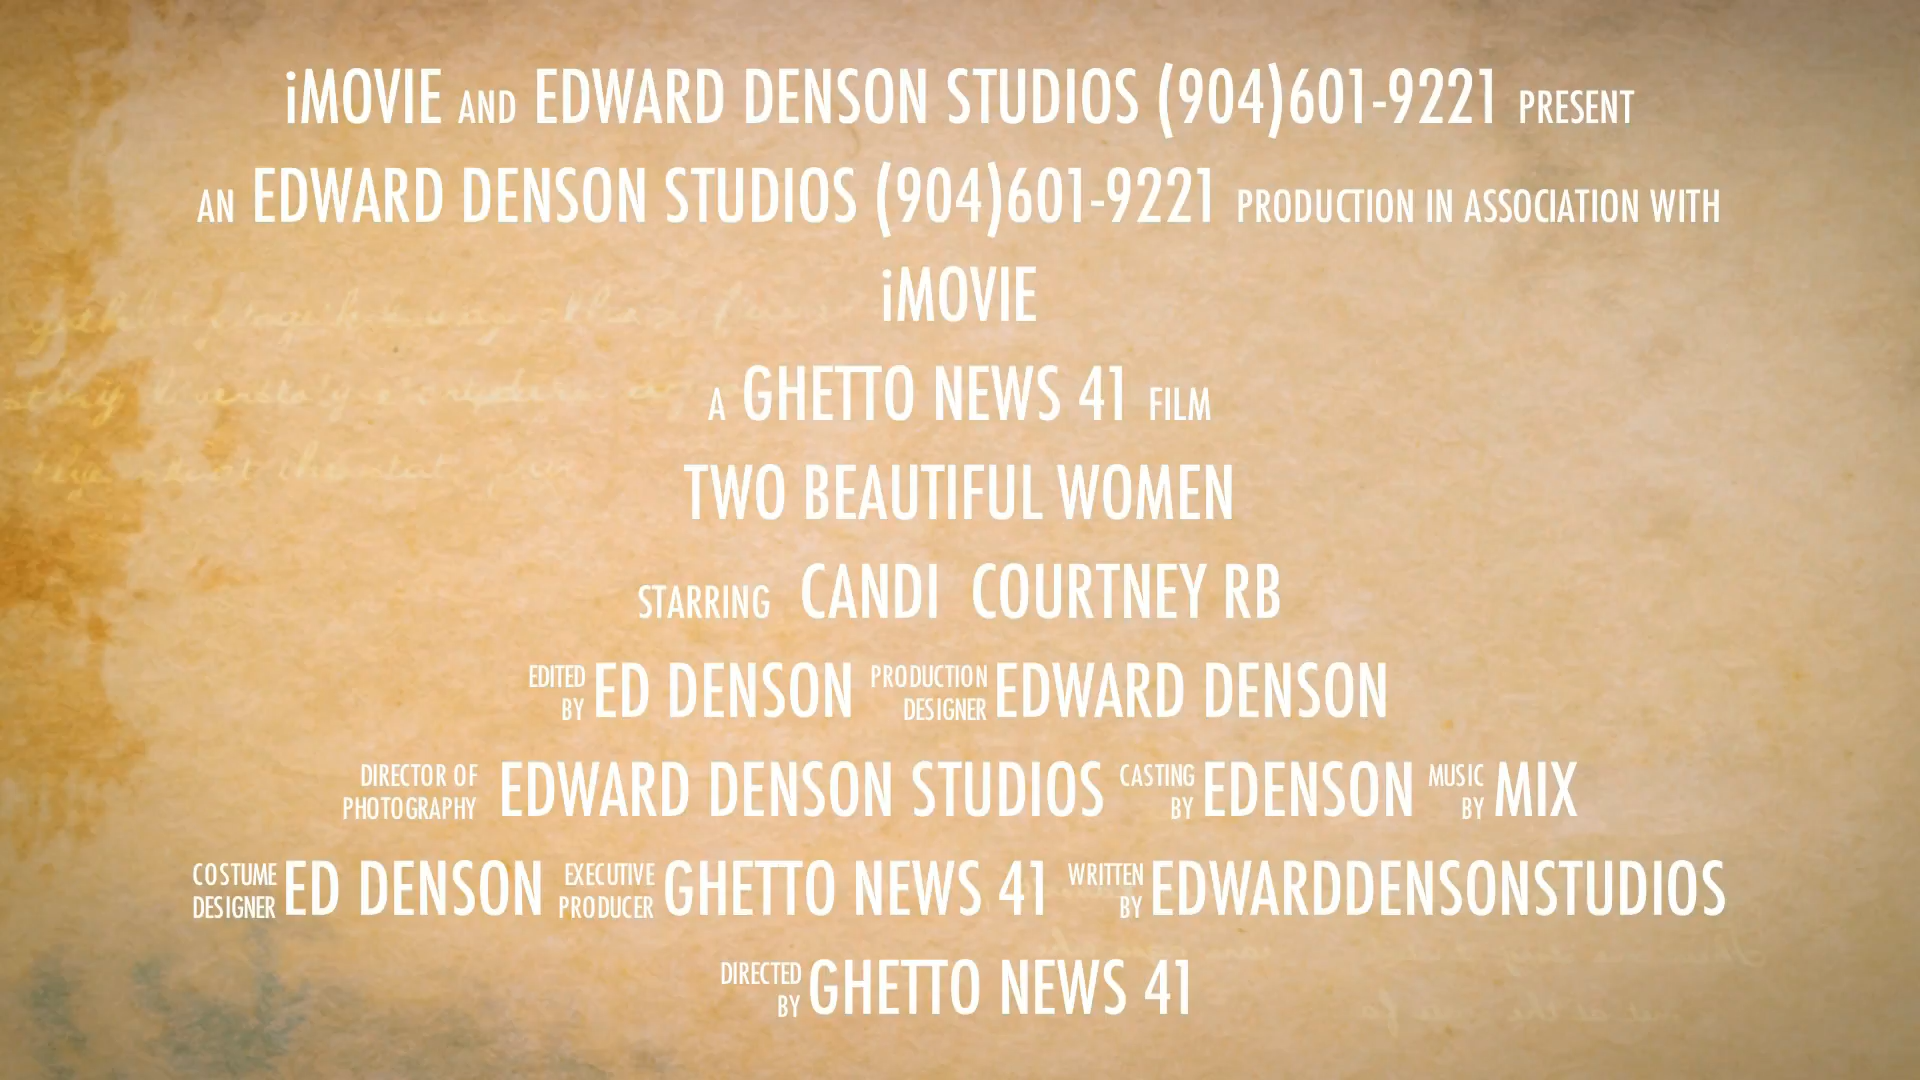 iMOVIE AND EDWARD DENSON STUDIOS (904)601-9221 PRESENT
AN EDWARD DENSON STUDIOS (904)601-9221 PRODUCTION IN ASSOCIATION WITH
iMOVIE
A GHETTO NEWS 41 FILM
TWO BEAUTIFUL WOMEN
STARRING CANDI COURTNEY RB
EDITED BY ED DENSON PRODUCTION DESIGNER EDWARD DENSON
DIRECTOR OF PHOTOGRAPHY EDWARD DENSON STUDIOS CASTING BY EDENSON MUSIC BY MIX
COSTUME DESIGNER ED DENSON EXECUTIVE PRODUCER GHETTO NEWS 41 WRITTEN BY EDWARDDENSONSTUDIOS
DIRECTED BY GHETTO NEWS 41